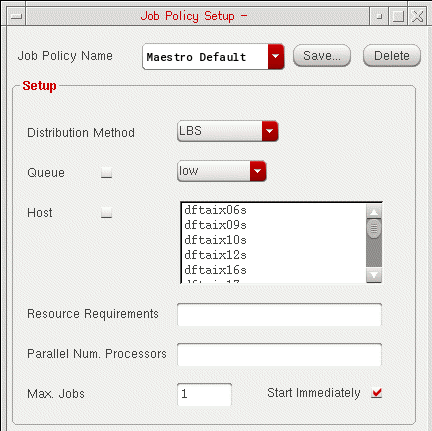 Job Policy Setup -
Job Policy Name Maestro Default Save... Delete
Setup
Distribution Method LBS
Queue low
Host
dftaix06s
dftaix09s
dftaix10s
dftaix12s
dftaix16s
Resource Requirements
Parallel Num. Processors
Max. Jobs 1 Start Immediately